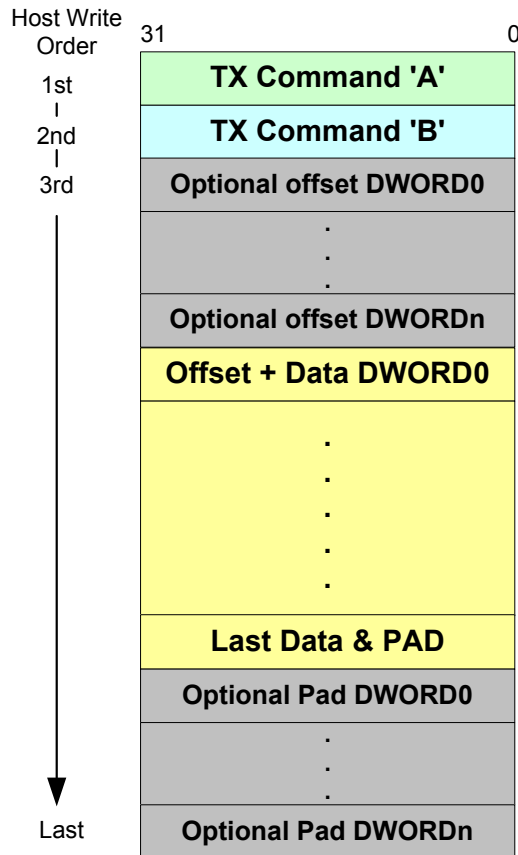 Host Write
Order
31
0
1st
TX Command 'A'
2nd
TX Command 'B'
3rd
Optional offset DWORD0
.
.
.
Optional offset DWORDn
Offset + Data DWORD0
.
.
.
.
.
Last Data & PAD
Optional Pad DWORD0
.
.
.
Last
Optional Pad DWORDn